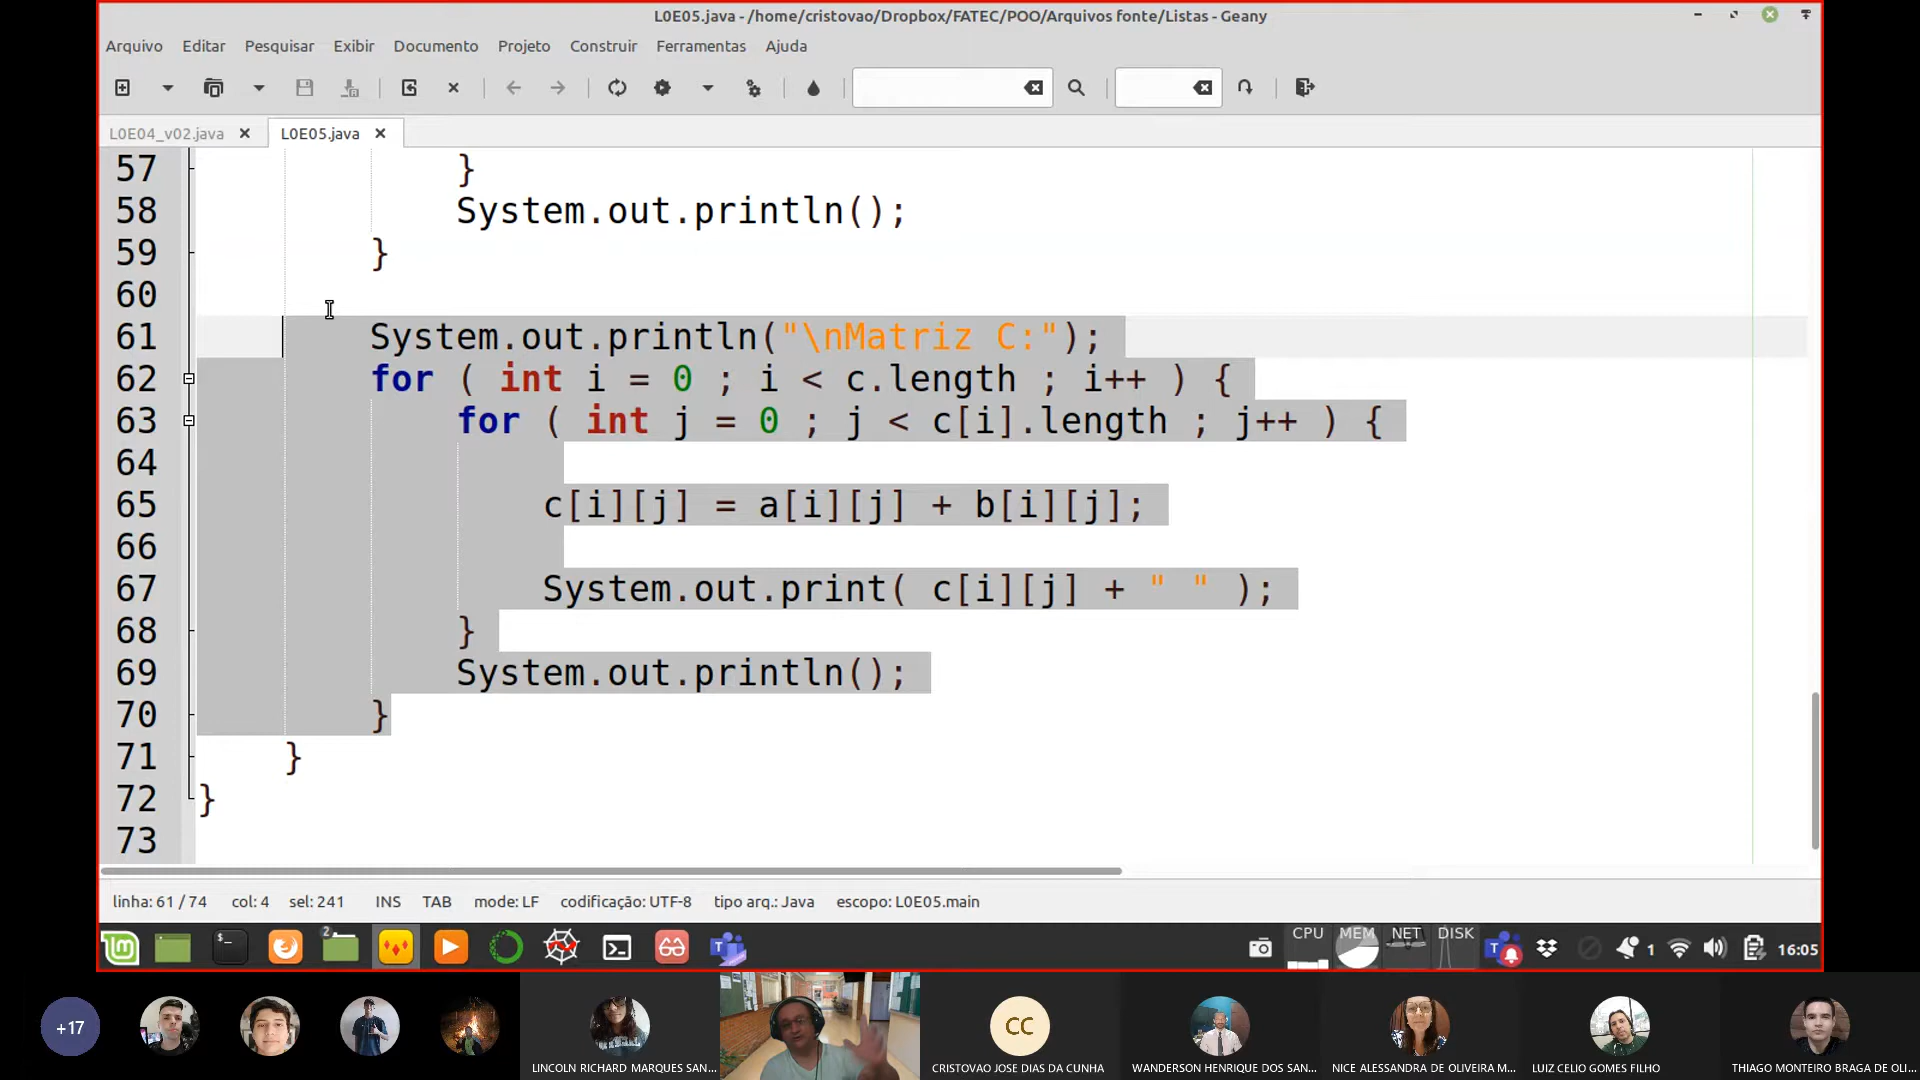 L0E05.java - /home/cristovao/Dropbox/FATEC/POO/Arquivos fonte/Listas - Geany
Arquivo Editar Pesquisar Exibir Documento Projeto Construir Ferramentas Ajuda
L0E04_v02.java L0E05.java
57 }
58 System.out.println();
59 }
60
61 System.out.println("\nMatriz C:");
62 for ( int i = 0 ; i < c.length ; i++ ) {
63 for ( int j = 0 ; j < c[i].length ; j++ ) {
64
65 c[i][j] = a[i][j] + b[i][j];
66
67 System.out.print( c[i][j] + " " );
68 }
69 System.out.println();
70 }
71 }
72 }
73
linha: 61 / 74 col: 4 sel: 241 INS TAB mode: LF codificação: UTF-8 tipo arq.: Java escopo: L0E05.main
2 CPU MEM NET DISK 1 16:05
+17 CC
LINCOLN RICHARD MARQUES SAN... CRISTOVAO JOSE DIAS DA CUNHA WANDERSON HENRIQUE DOS SAN... NICE ALESSANDRA DE OLIVEIRA M... LUIZ CELIO GOMES FILHO THIAGO MONTEIRO BRAGA DE OLI...